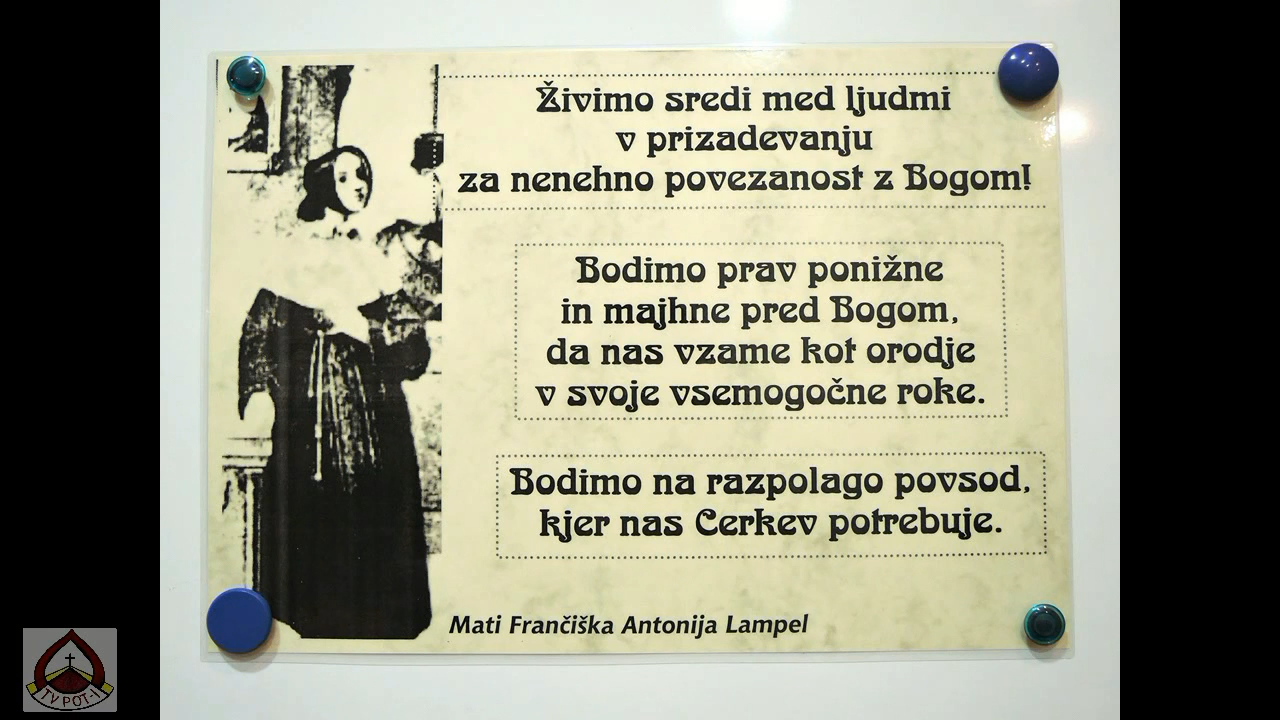 Živimo sredi med ljudmi
v prizadevanju
za nenehno povezanost z Bogom!
Bodimo prav ponižne
in majhne pred Bogom,
da nas vzame kot orodje
v svoje vsemogočne roke.
Bodimo na razpolago povsod,
kjer nas Cerkev potrebuje.
Mati Frančiška Antonija Lampel
TV POT-1